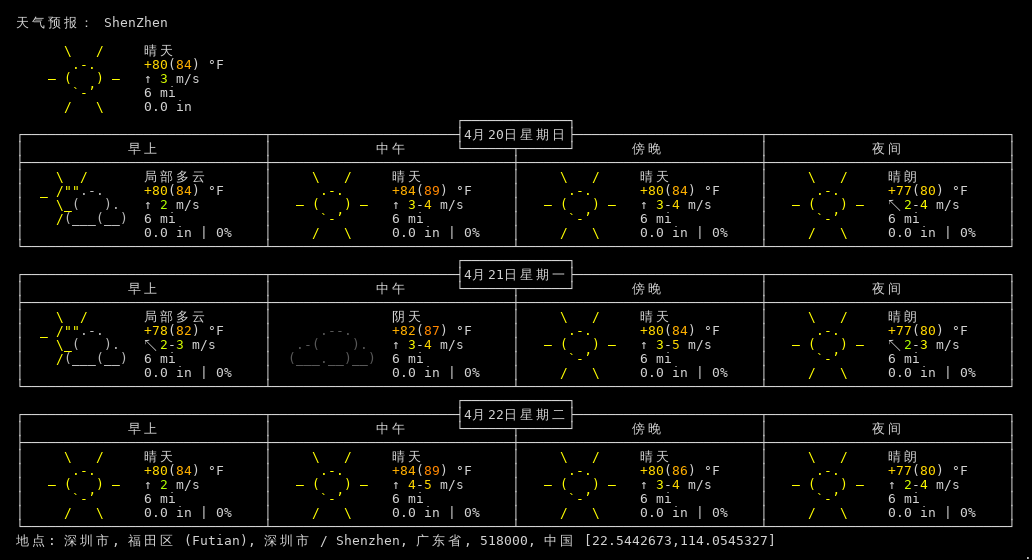 天气预报： ShenZhen
晴天
+80(84) °F
↑ 3 m/s
6 mi
0.0 in
4月20日星期日
早上 中午 傍晚 夜间
局部多云 晴天 晴天 晴朗
+80(84) °F +84(89) °F +80(84) °F +77(80) °F
↑ 2 m/s ↑ 3-4 m/s ↑ 3-4 m/s ↖ 2-4 m/s
6 mi 6 mi 6 mi 6 mi
0.0 in | 0% 0.0 in | 0% 0.0 in | 0% 0.0 in | 0%
4月21日星期一
早上 中午 傍晚 夜间
局部多云 阴天 晴天 晴朗
+78(82) °F +82(87) °F +80(84) °F +77(80) °F
↖ 2-3 m/s ↑ 3-4 m/s ↑ 3-5 m/s ↖ 2-3 m/s
6 mi 6 mi 6 mi 6 mi
0.0 in | 0% 0.0 in | 0% 0.0 in | 0% 0.0 in | 0%
4月22日星期二
早上 中午 傍晚 夜间
晴天 晴天 晴天 晴朗
+80(84) °F +84(89) °F +80(86) °F +77(80) °F
↑ 2 m/s ↑ 4-5 m/s ↑ 3-4 m/s ↑ 2-4 m/s
6 mi 6 mi 6 mi 6 mi
0.0 in | 0% 0.0 in | 0% 0.0 in | 0% 0.0 in | 0%
地点: 深圳市, 福田区 (Futian), 深圳市 / Shenzhen, 广东省, 518000, 中国 [22.5442673,114.0545327]